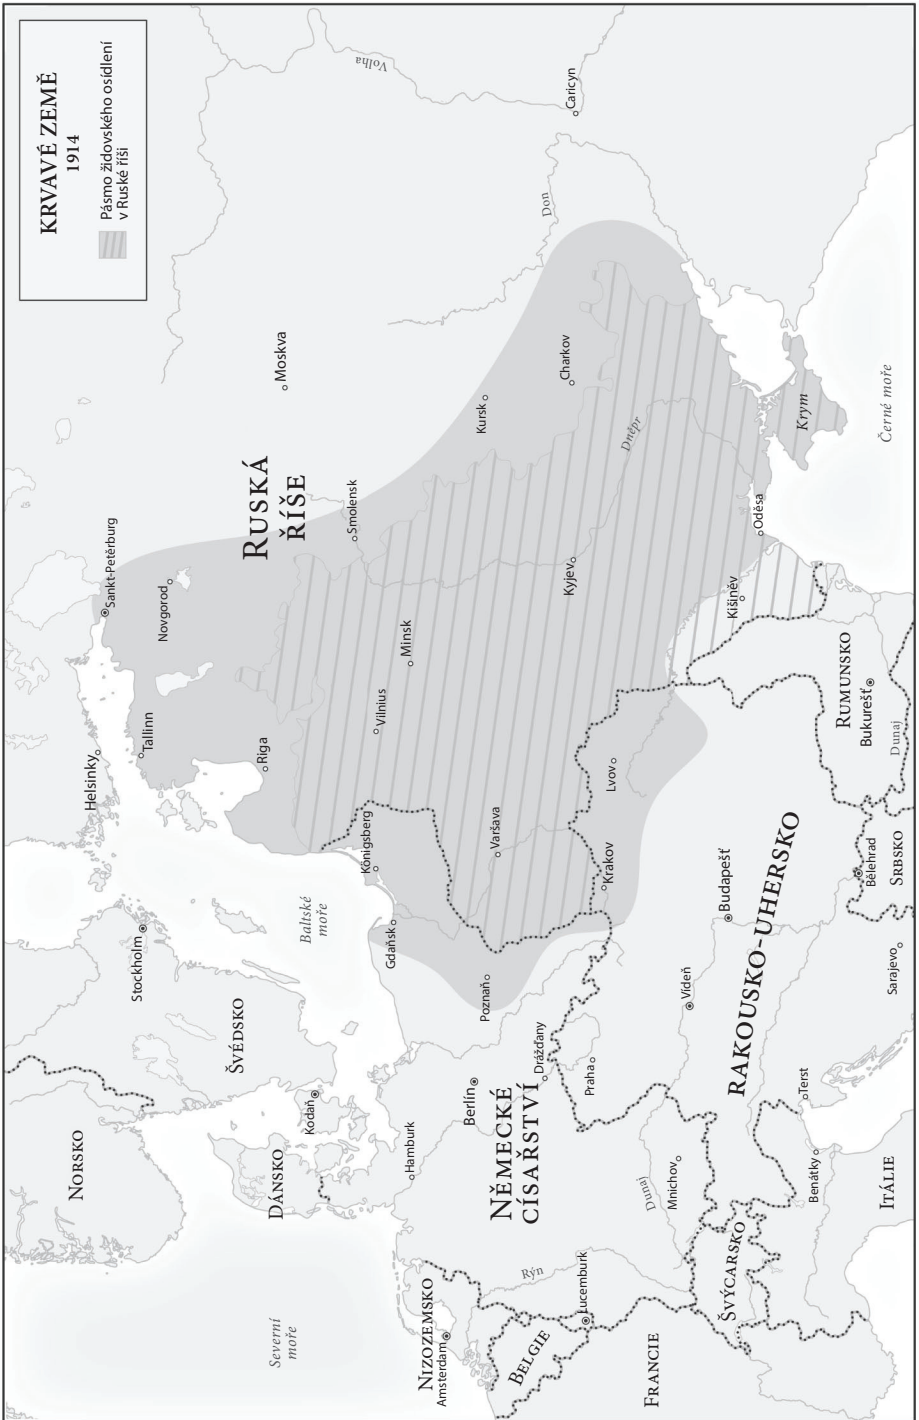 KRVAVÉ ZEMĚ
1914
Pásmo židovského osídlení
v Ruské říši
NORSKO
ŠVÉDSKO
Stockholm
Helsinky
Sankt-Petěrburg
Tallinn
Novgorod
Volha
Severní
moře
DÁNSKO
Kodaň
Baltské
moře
Riga
RUSKÁ
ŘÍŠE
Moskva
Smolensk
Hamburk
Gdaňsk
Königsberg
Vilnius
Minsk
NIZOZEMSKO
Amsterdam
Berlín
Poznaň
Varšava
Kursk
Don
NĚMECKÉ
CÍSAŘSTVÍ
BELGIE
Rýn
Lucemburk
Drážďany
Praha
Krakov
Lvov
Kyjev
Charkov
Caricyn
Dněpr
FRANCIE
Dunaj
Mnichov
Vídeň
Budapešť
ŠVÝCARSKO
RAKOUSKO-UHERSKO
Kišiněv
Oděsa
Krym
Benátky
Terst
RUMUNSKO
Bukurešť
Dunaj
Bělehrad
SRBSKO
Sarajevo
ITÁLIE
Černé moře